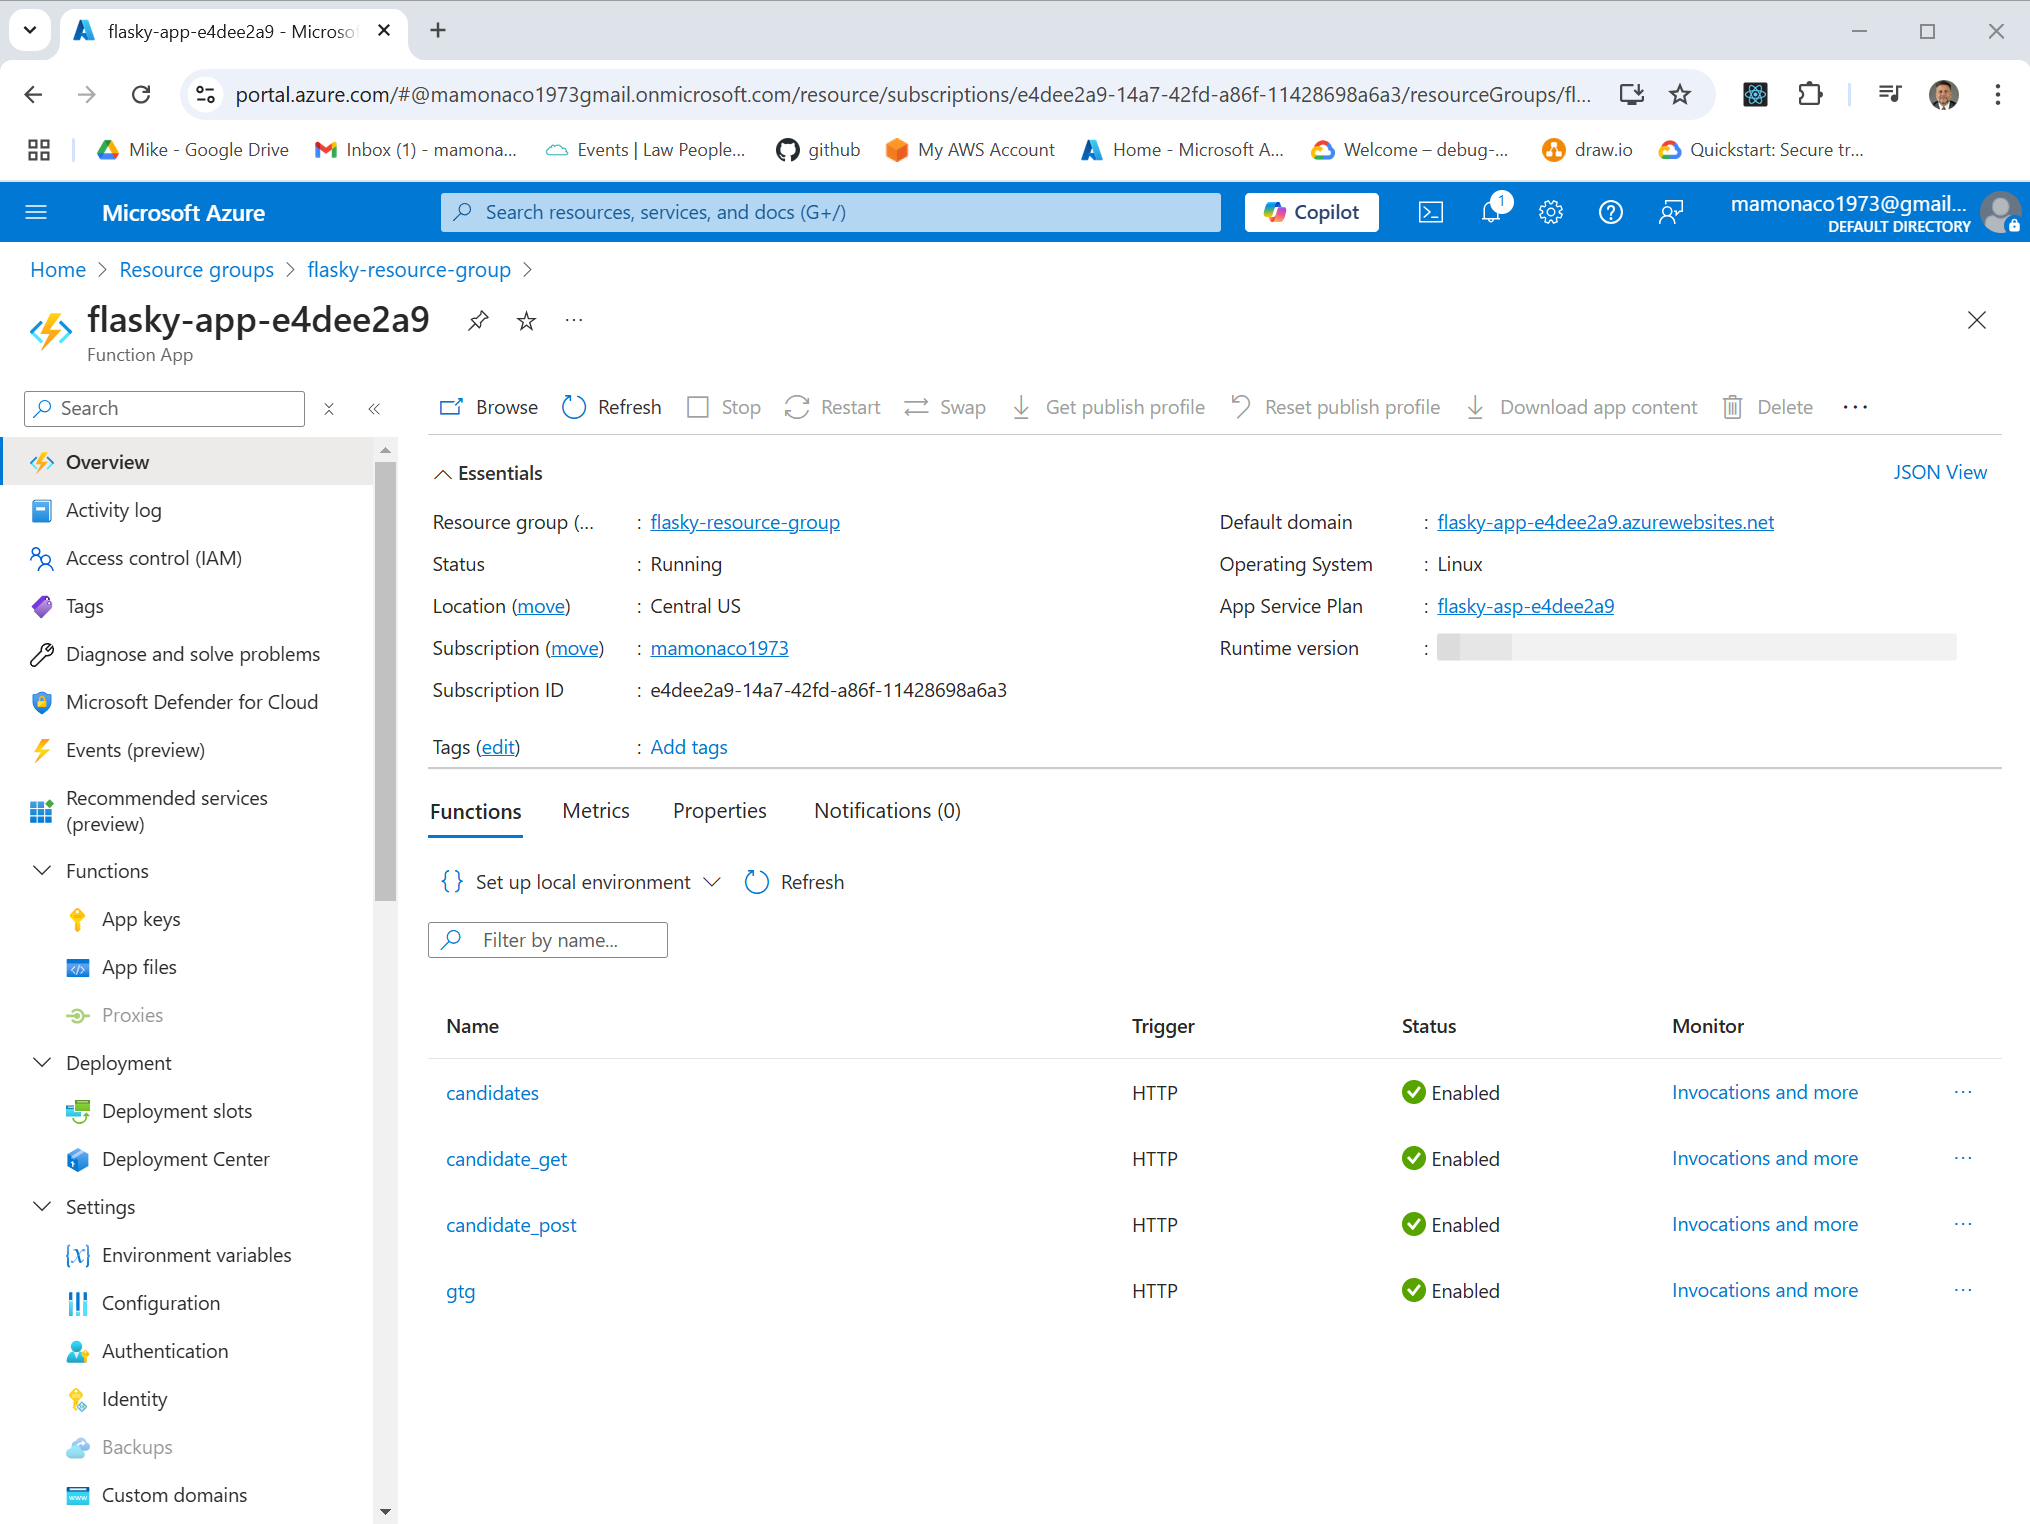 flasky-app-e4dee2a9 - Microso
portal.azure.com/#@mamonaco1973gmail.onmicrosoft.com/resource/subscriptions/e4dee2a9-14a7-42fd-a86f-11428698a6a3/resourceGroups/fl...
Mike - Google Drive
Inbox (1) - mamona...
Events | Law People...
github
My AWS Account
Home - Microsoft A...
Welcome – debug-...
draw.io
Quickstart: Secure tr...
Microsoft Azure
Search resources, services, and docs (G+/)
Copilot
1
mamonaco1973@gmail...
DEFAULT DIRECTORY
Home > Resource groups > flasky-resource-group >
flasky-app-e4dee2a9
Function App
Search
Overview
Activity log
Access control (IAM)
Tags
Diagnose and solve problems
Microsoft Defender for Cloud
Events (preview)
Recommended services
(preview)
Functions
App keys
App files
Proxies
Deployment
Deployment slots
Deployment Center
Settings
Environment variables
Configuration
Authentication
Identity
Backups
Custom domains
Browse
Refresh
Stop
Restart
Swap
Get publish profile
Reset publish profile
Download app content
Delete
Essentials
JSON View
Resource group (... : flasky-resource-group
Status : Running
Location (move) : Central US
Subscription (move) : mamonaco1973
Subscription ID : e4dee2a9-14a7-42fd-a86f-11428698a6a3
Tags (edit) : Add tags
Default domain : flasky-app-e4dee2a9.azurewebsites.net
Operating System : Linux
App Service Plan : flasky-asp-e4dee2a9
Runtime version :
Functions
Metrics
Properties
Notifications (0)
Set up local environment
Refresh
Filter by name...
Name Trigger Status Monitor
candidates HTTP Enabled Invocations and more
candidate_get HTTP Enabled Invocations and more
candidate_post HTTP Enabled Invocations and more
gtg HTTP Enabled Invocations and more